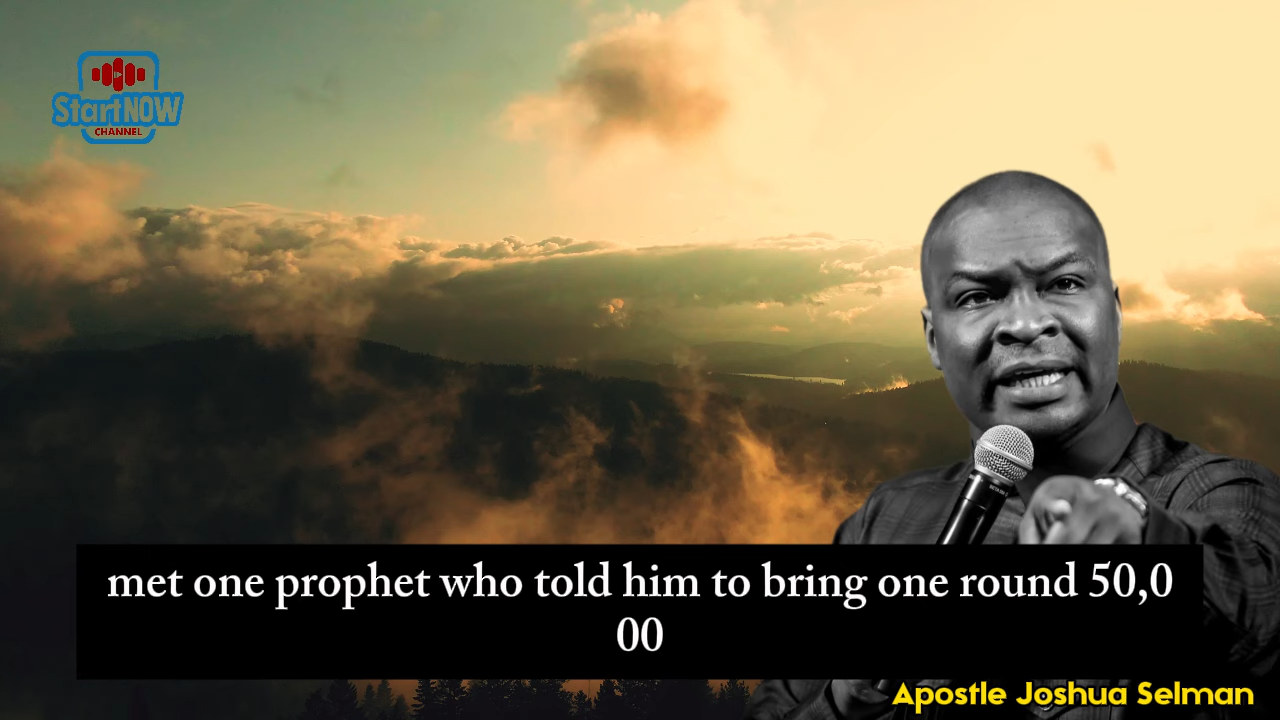 StartNOW
CHANNEL
met one prophet who told him to bring one round 50,0
00
Apostle Joshua Selman